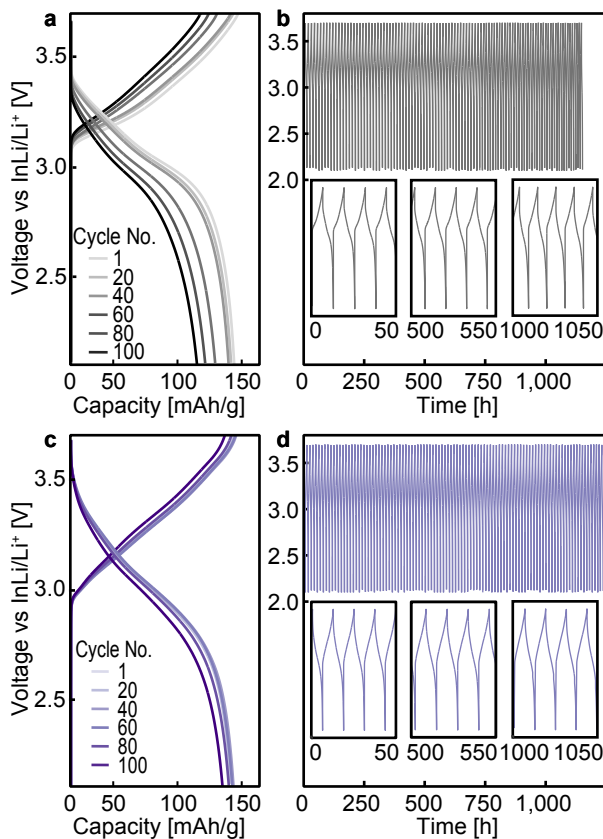 a
Voltage vs InLi/Li⁺ [V]
3.5
3.0
2.5
Cycle No.
1
20
40
60
80
100
0 50 100 150
Capacity [mAh/g]
b
3.5
3.0
2.5
2.0
0 50 500 550 1000 1050
0 250 500 750 1,000
Time [h]
c
Voltage vs InLi/Li⁺ [V]
3.5
3.0
2.5
Cycle No.
1
20
40
60
80
100
0 50 100 150
Capacity [mAh/g]
d
3.5
3.0
2.5
2.0
0 50 500 550 1000 1050
0 250 500 750 1,000
Time [h]